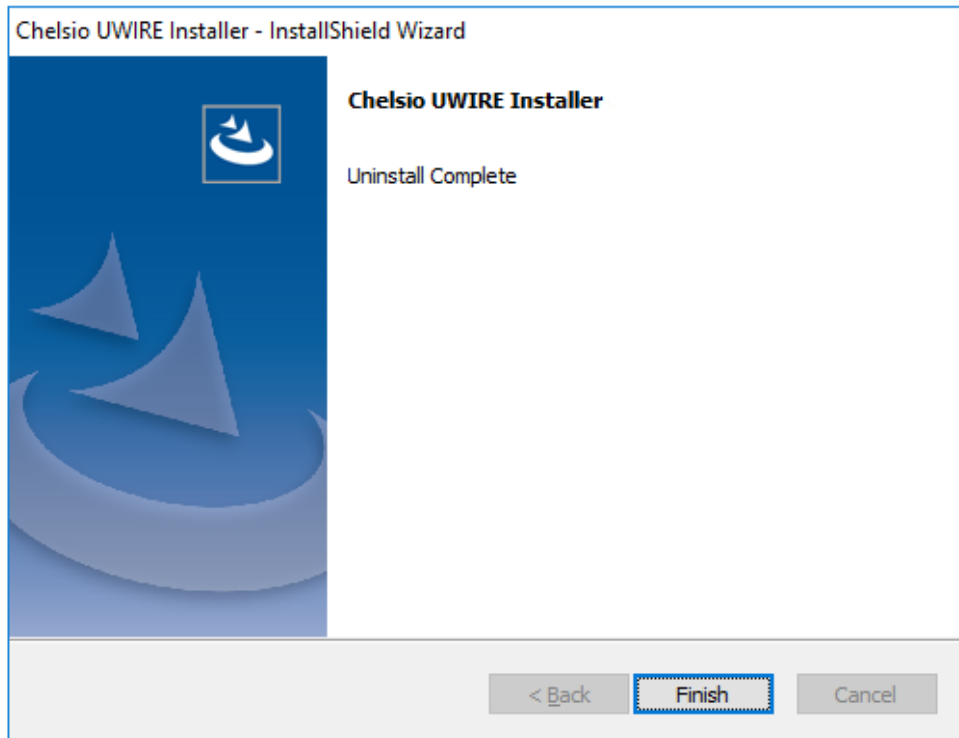 Chelsio UWIRE Installer - InstallShield Wizard
Chelsio UWIRE Installer
Uninstall Complete
< Back Finish Cancel